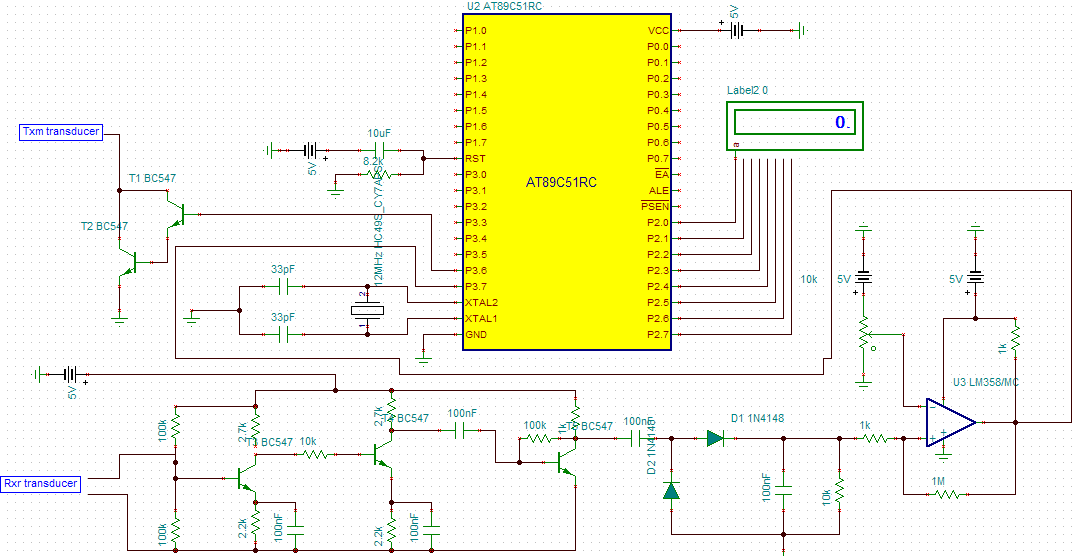 U2 AT89C51RC
5V
P1.0
P1.1
P1.2
P1.3
P1.4
P1.5
P1.6
P1.7
RST
P3.0
P3.1
P3.2
P3.3
P3.4
P3.5
P3.6
P3.7
XTAL2
XTAL1
GND
AT89C51RC
VCC
P0.0
P0.1
P0.2
P0.3
P0.4
P0.5
P0.6
P0.7
EA
ALE
PSEN
P2.0
P2.1
P2.2
P2.3
P2.4
P2.5
P2.6
P2.7
Label2 0
0.
a
Txm transducer
10uF
5V
8.2k
T1 BC547
T2 BC547
33pF
33pF
2
1
10k
5V
5V
1k
U3 LM358/MC
5V
100k
2.7k
BC547
10k
2.7k
BC547
100nF
100k
1k
BC547
100nF
D2 1N4148
D1 1N4148
1k
1M
Rxr transducer
100k
2.2k
100nF
2.2k
100nF
100nF
10k